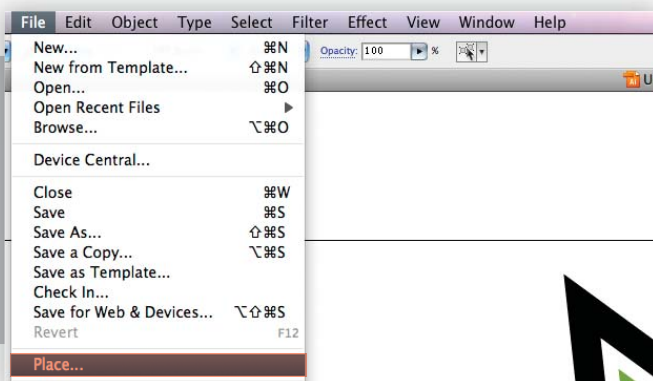 File Edit Object Type Select Filter Effect View Window Help
New... ⌘N
Opacity: 100 %
New from Template... ⇧⌘N
Open... ⌘O
Open Recent Files
Browse... ⌥⌘O
Device Central...
Close ⌘W
Save ⌘S
Save As... ⇧⌘S
Save a Copy... ⌥⌘S
Save as Template...
Check In...
Save for Web & Devices... ⌥⇧⌘S
Revert F12
Place...